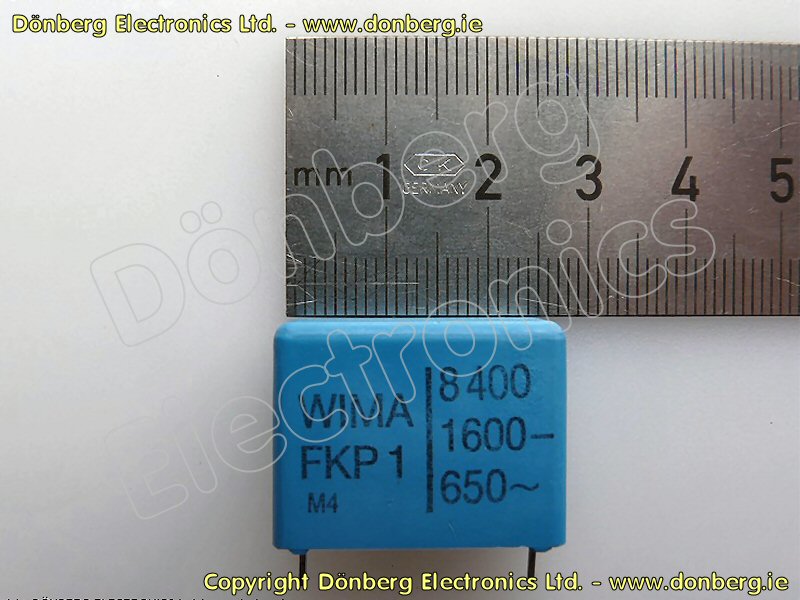 Dönberg Electronics Ltd. - www.donberg.ie
mm 1 2 3 4 5
CK
GERMANY
Dönberg
Electronics
8400
WIMA
1600–
FKP 1
650~
M4
Copyright Dönberg Electronics Ltd. - www.donberg.ie